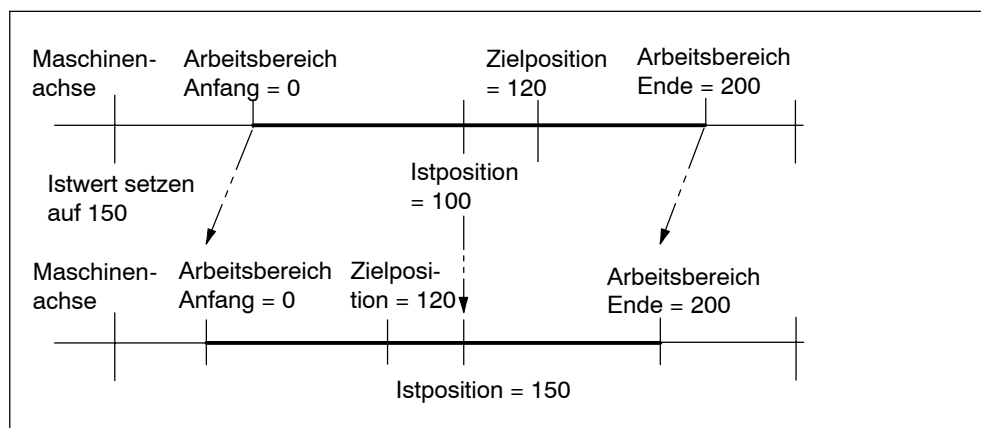 Maschinen-
achse
Arbeitsbereich
Anfang = 0
Zielposition
= 120
Arbeitsbereich
Ende = 200
Istwert setzen
auf 150
Istposition
= 100
Maschinen-
achse
Arbeitsbereich
Anfang = 0
Zielposi-
tion = 120
Arbeitsbereich
Ende = 200
Istposition = 150